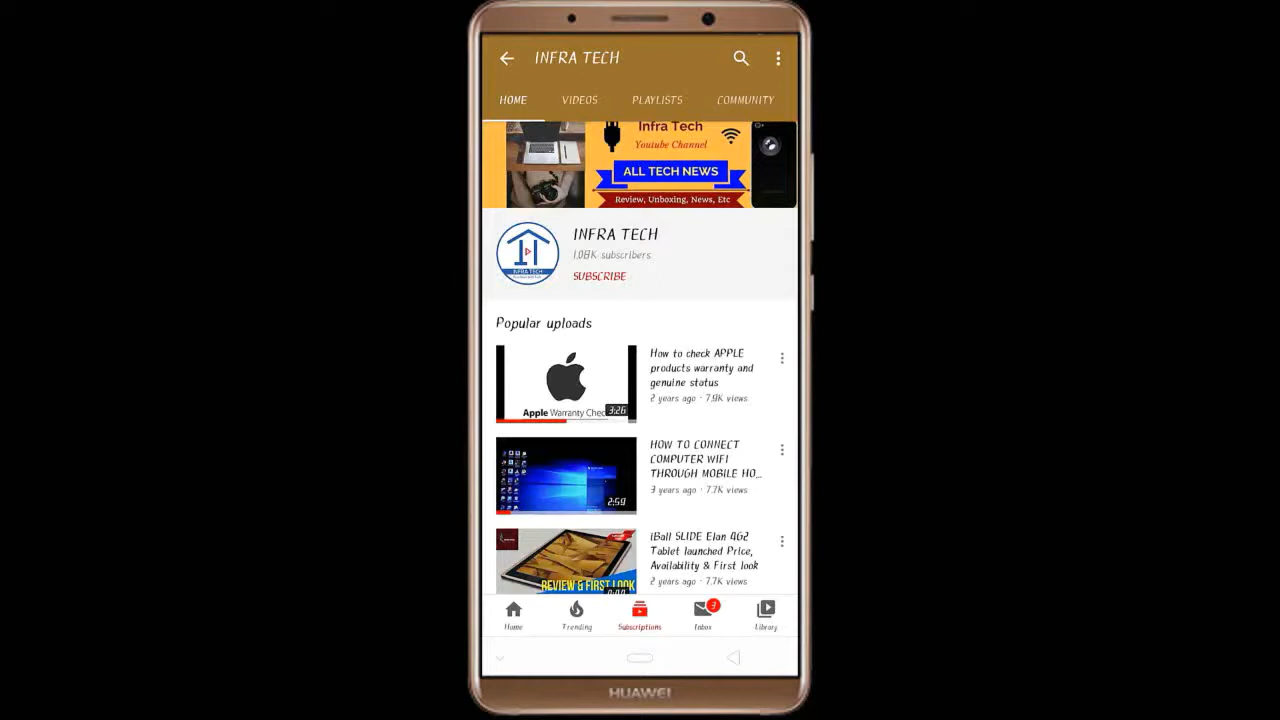 INFRA TECH
HOME VIDEOS PLAYLISTS COMMUNITY
Infra Tech
Youtube Channel
ALL TECH NEWS
Review, Unboxing, News, Etc
INFRA TECH
1.08K subscribers
SUBSCRIBE
INFRA TECH
Popular uploads
How to check APPLE
products warranty and
genuine status
2 years ago · 7.9K views
Apple Warranty Chec
3:26
HOW TO CONNECT
COMPUTER WIFI
THROUGH MOBILE HO...
3 years ago · 7.7K views
2:59
iBall SLIDE Elan 4G2
Tablet launched Price,
Availability & First look
2 years ago · 7.7K views
REVIEW & FIRST LOOK
Home Trending Subscriptions Inbox Library
HUAWEI